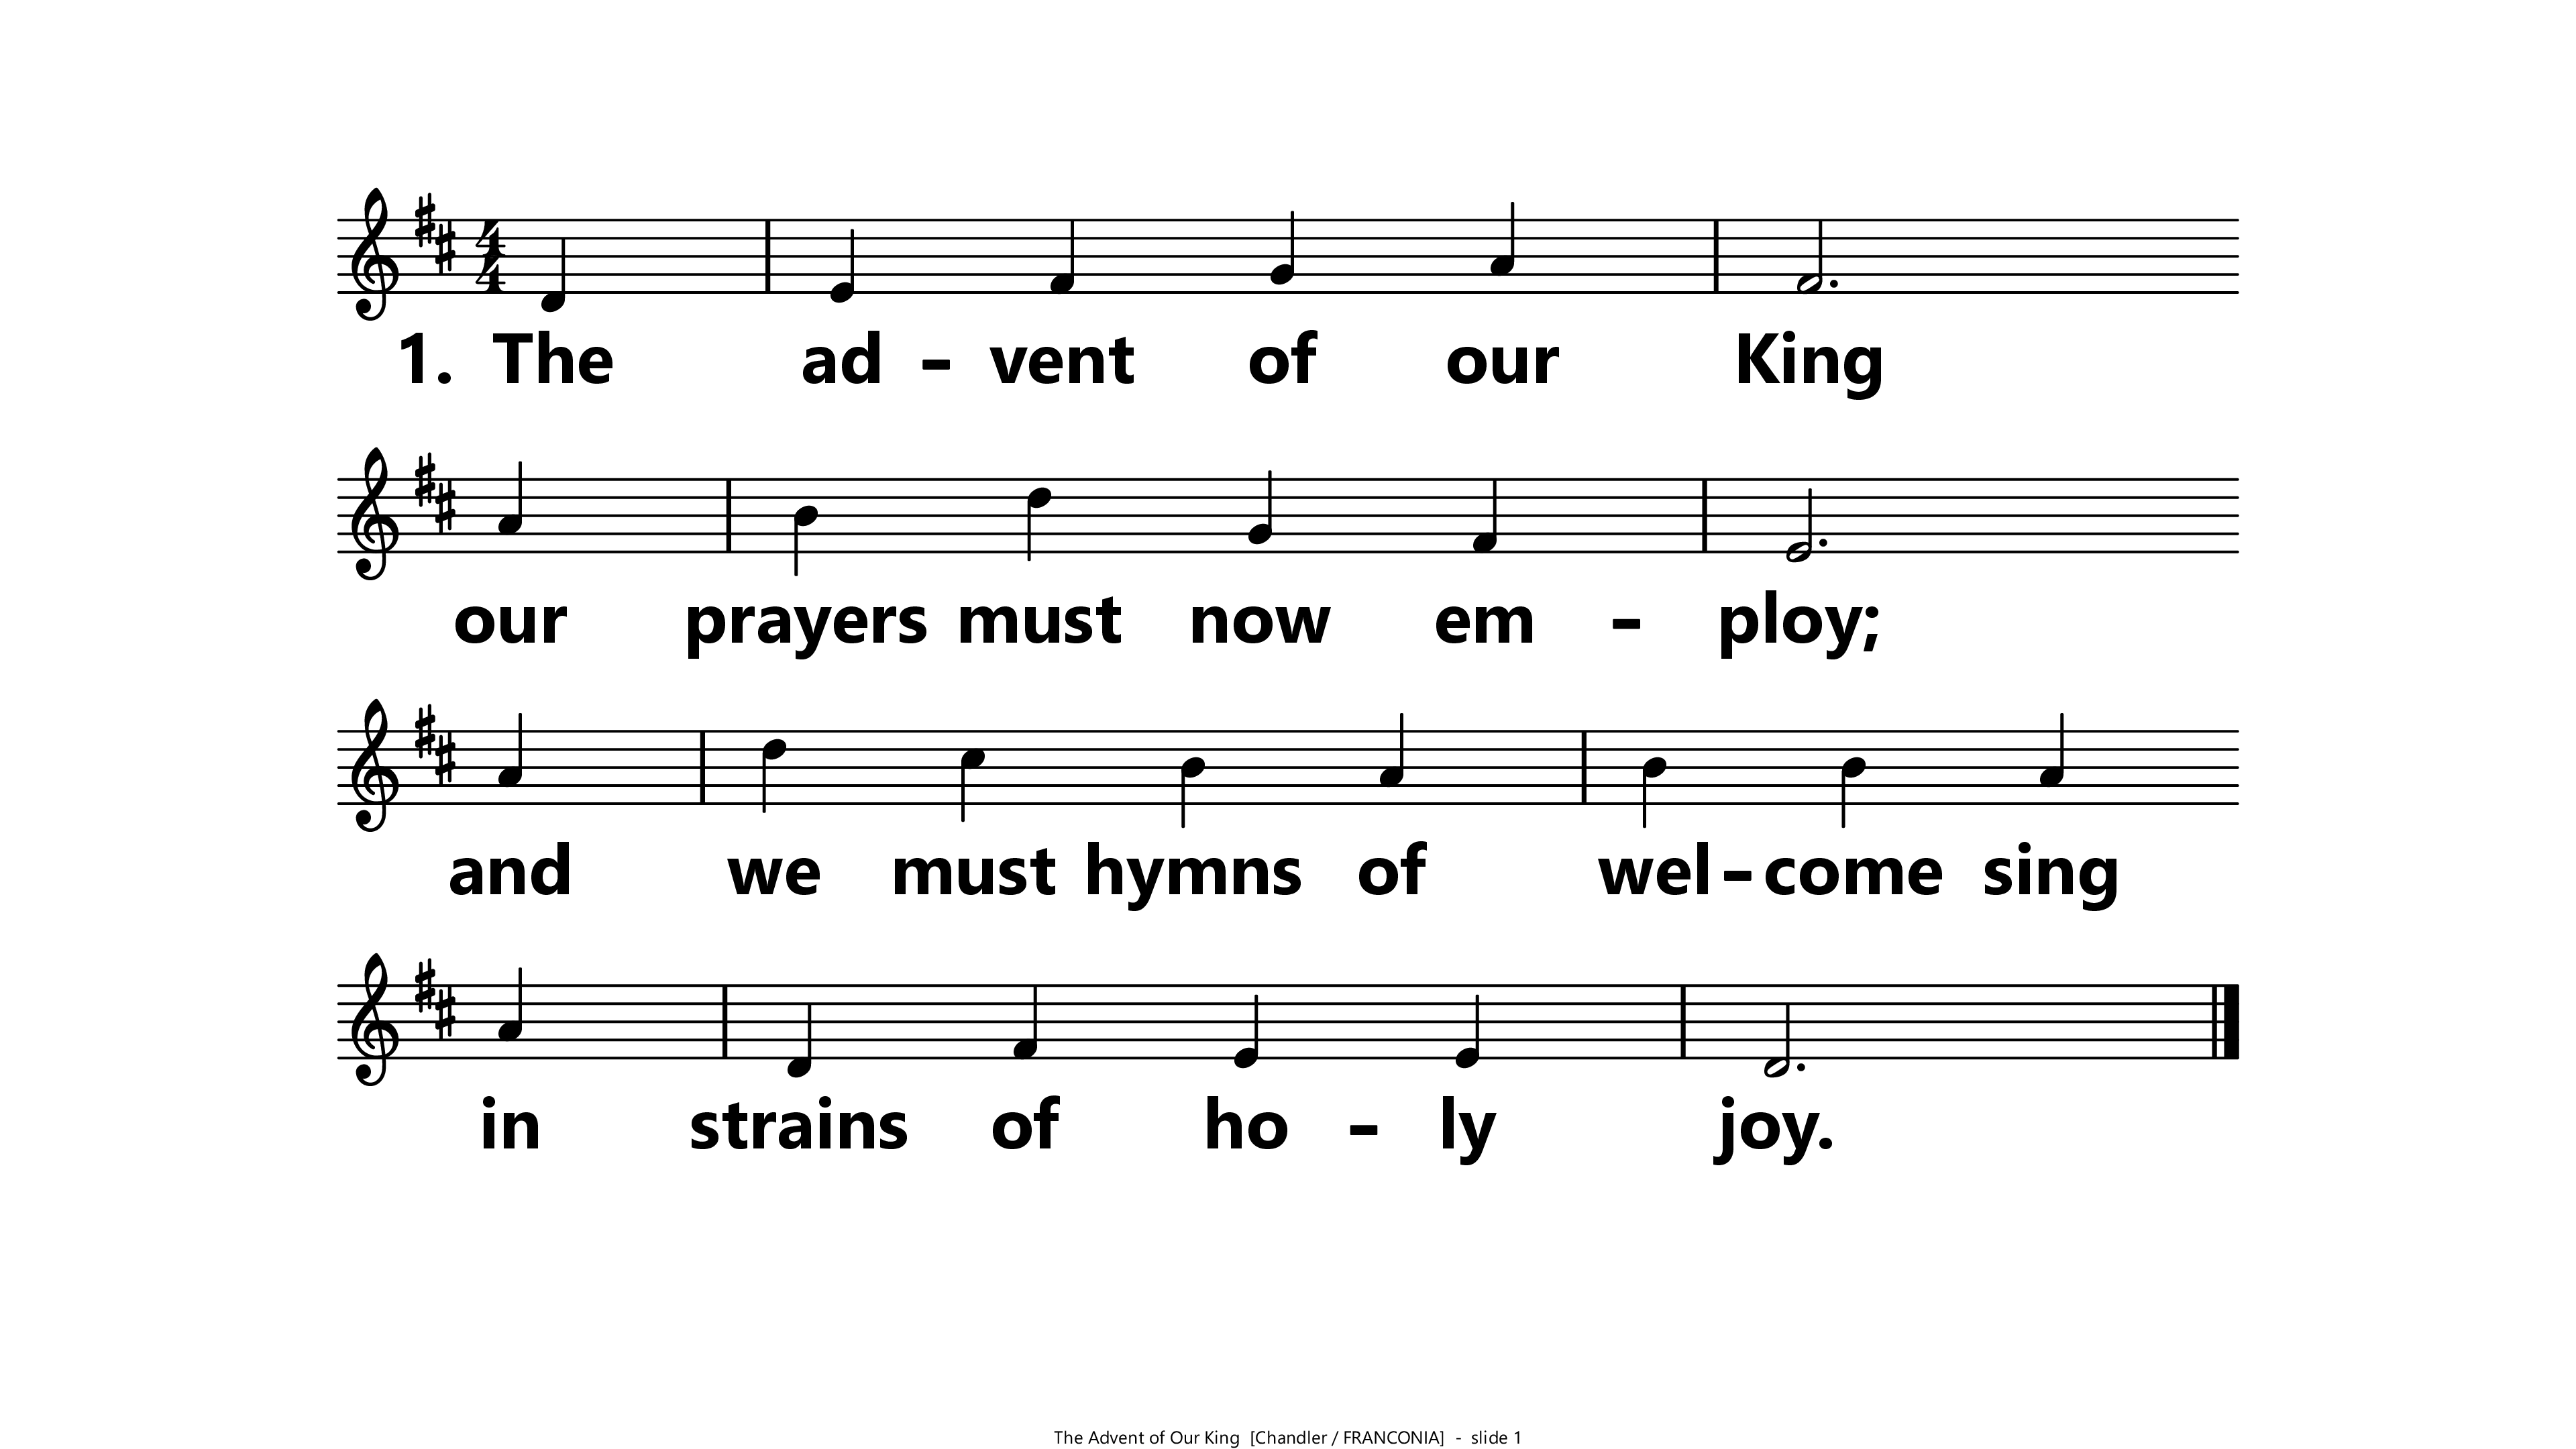 1. The ad - vent of our King
our prayers must now em - ploy;
and we must hymns of wel - come sing
in strains of ho - ly joy.
The Advent of Our King [Chandler / FRANCONIA] - slide 1